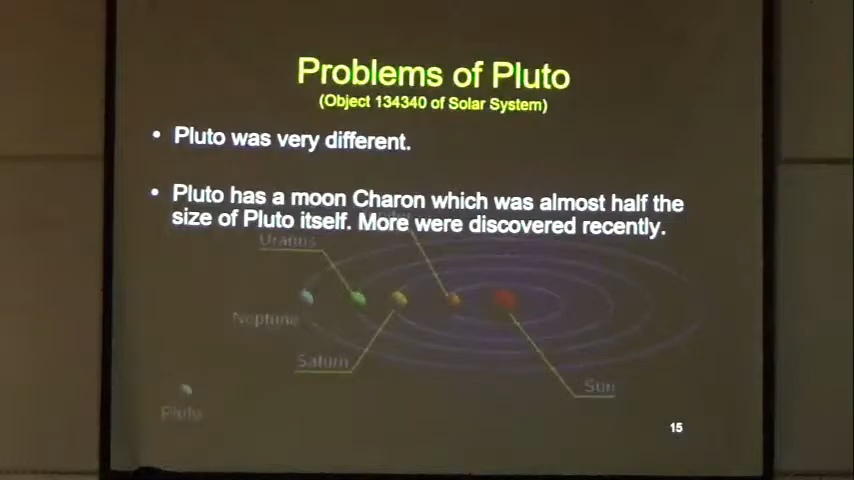 Problems of Pluto
(Object 134340 of Solar System)
• Pluto was very different.
• Pluto has a moon Charon which was almost half the
size of Pluto itself. More were discovered recently.
Uranus
Neptune
Saturn
Sun
Pluto
15